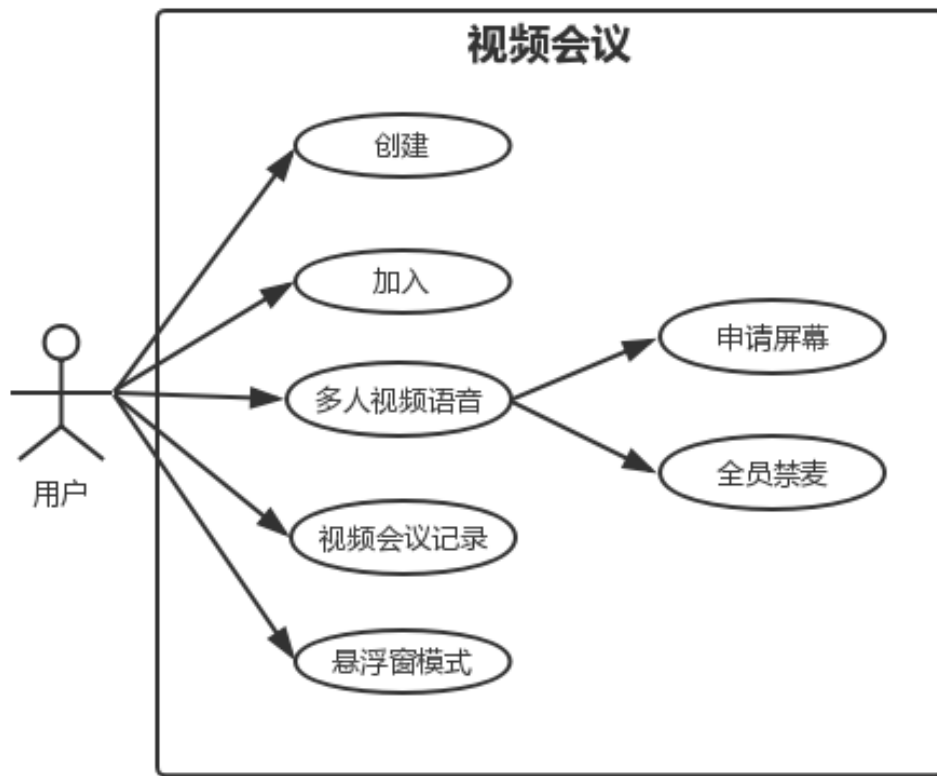 视频会议
创建
加入
申请屏幕
多人视频语音
全员禁麦
用户
视频会议记录
悬浮窗模式